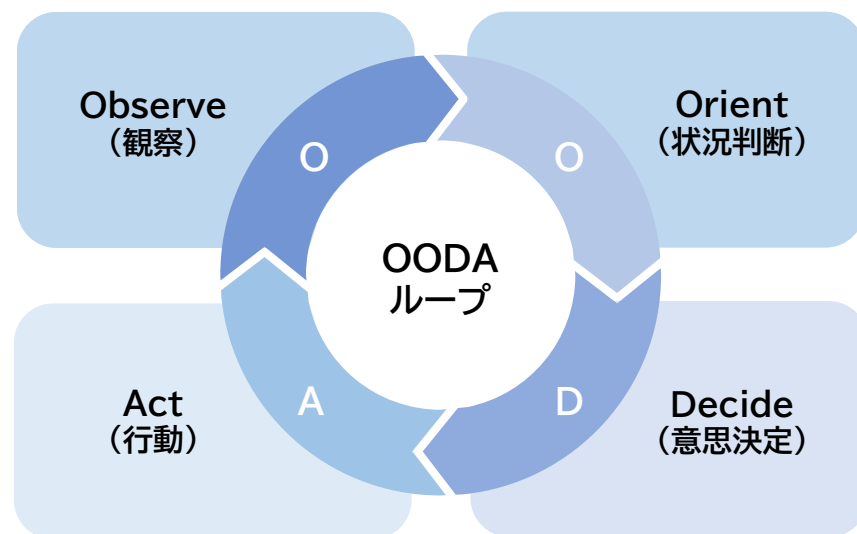 Observe
（観察）
Orient
（状況判断）
O
O
OODA
ループ
A
D
Act
（行動）
Decide
（意思決定）